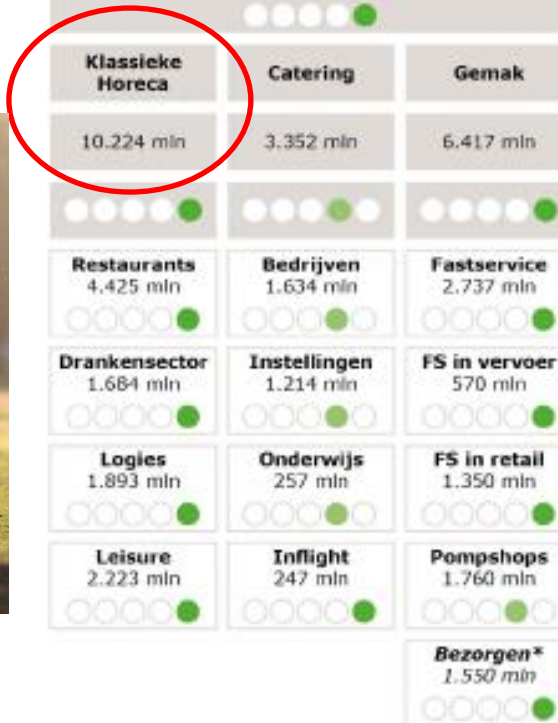 Klassieke
Horeca
Catering
Gemak
10.224 mln
3.352 mln
6.417 mln
Restaurants
4.425 mln
Bedrijven
1.634 mln
Fastservice
2.737 mln
Drankensector
1.684 mln
Instellingen
1.214 mln
FS in vervoer
570 mln
Logies
1.893 mln
Onderwijs
257 mln
FS in retail
1.350 mln
Leisure
2.223 mln
Inflight
247 mln
Pompshops
1.760 mln
Bezorgen*
1.550 mln